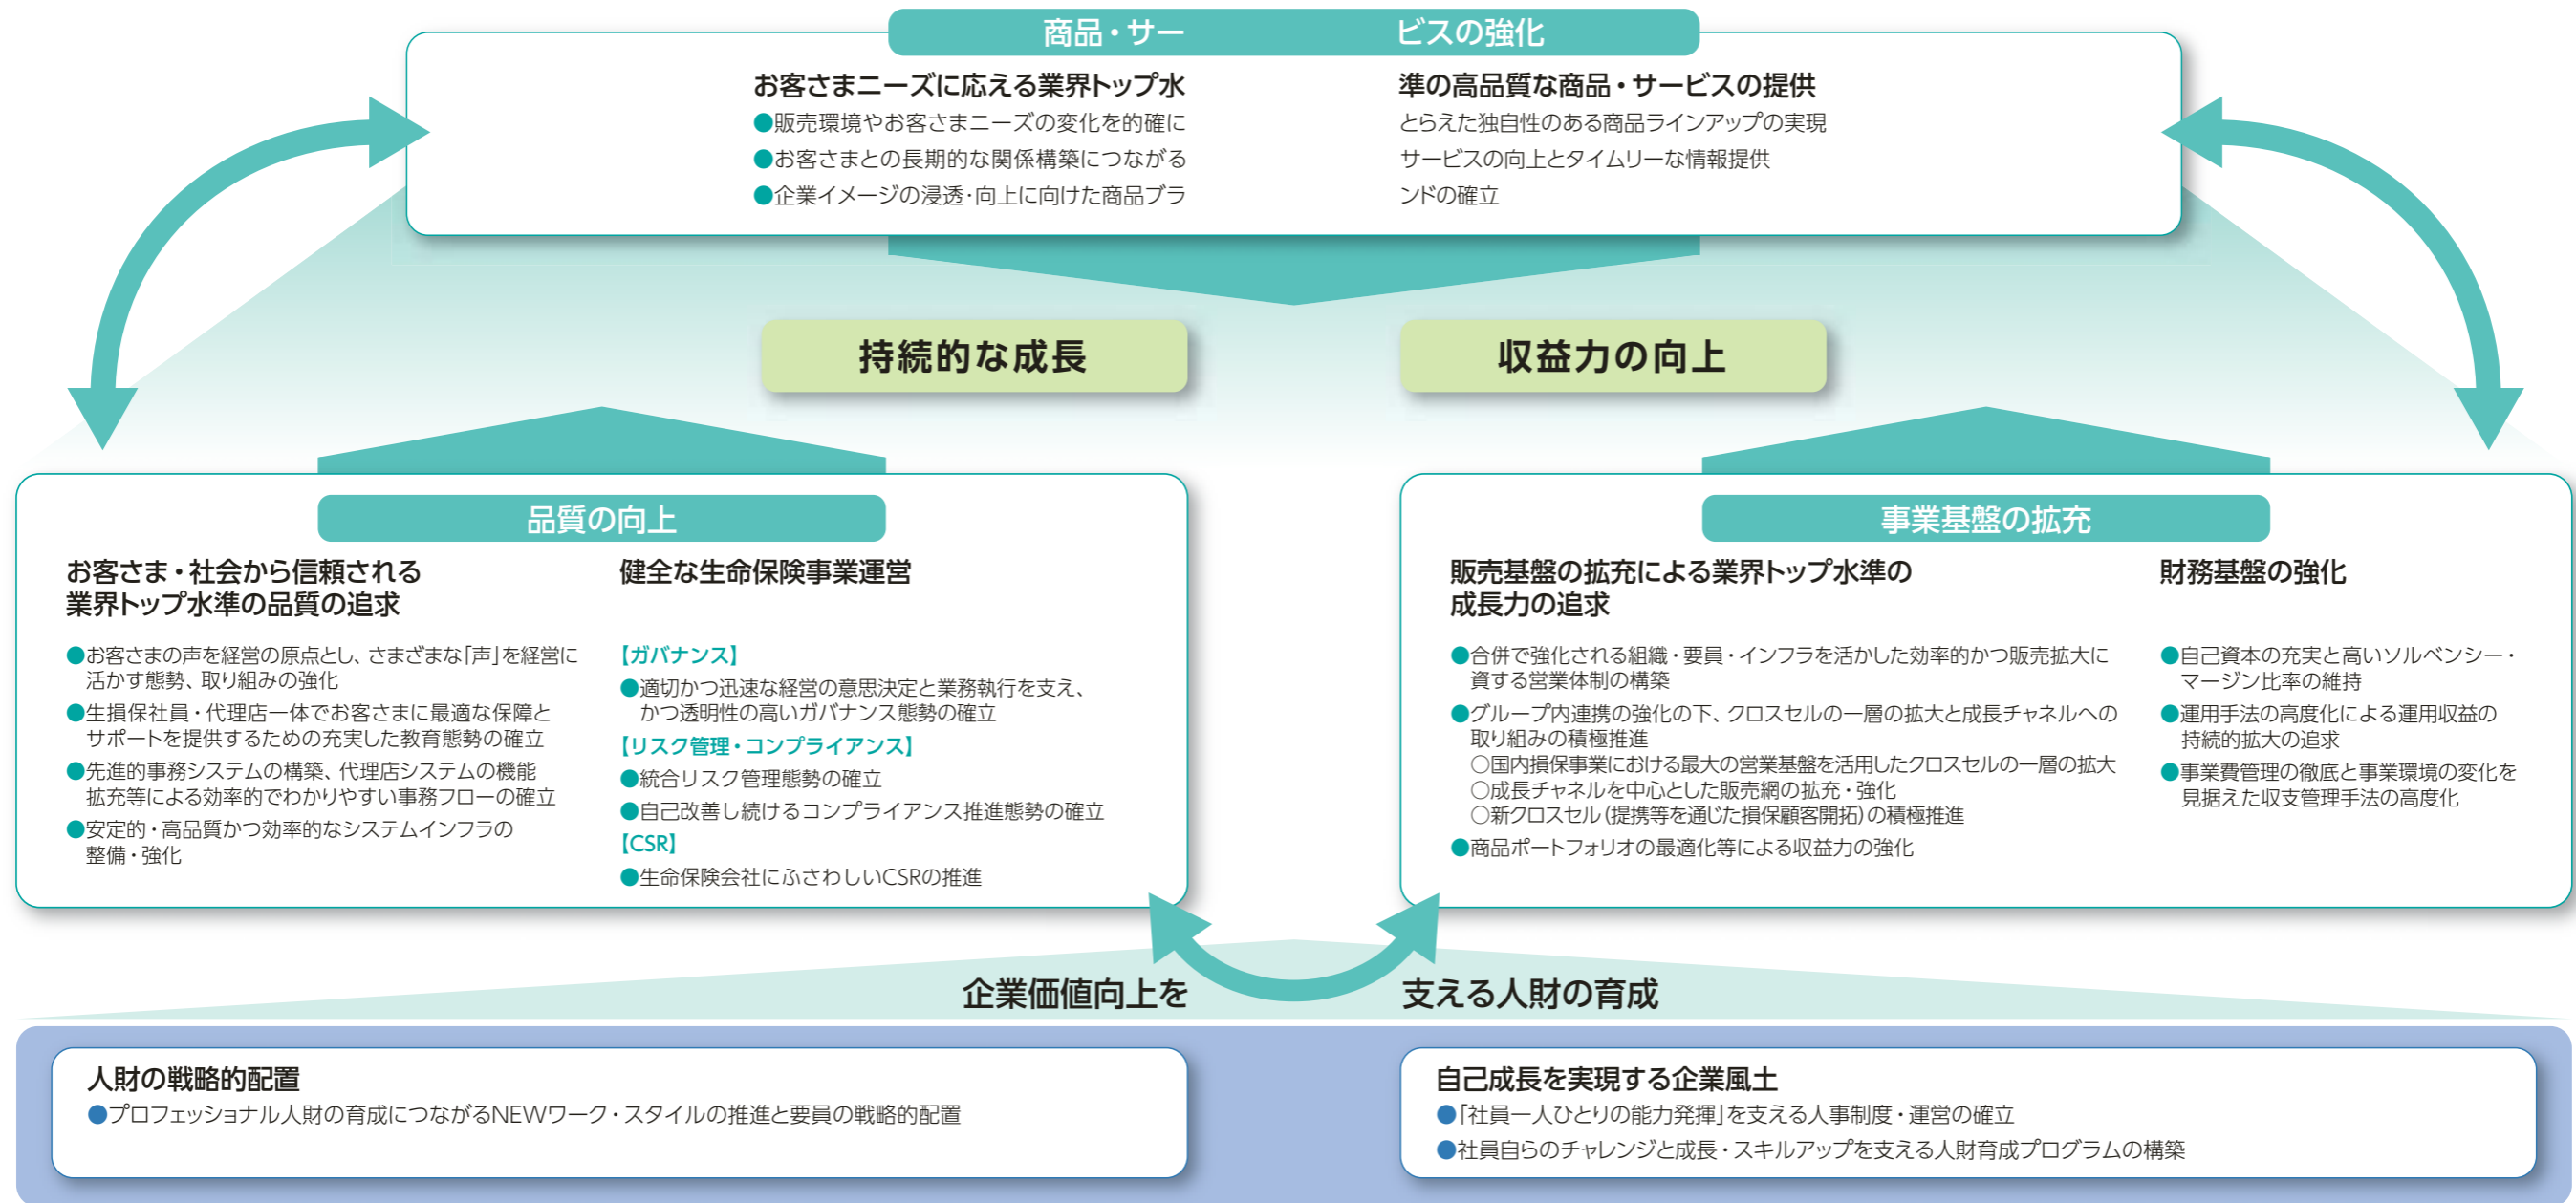 商品・サービスの強化
お客さまニーズに応える業界トップ水準の高品質な商品・サービスの提供
●販売環境やお客さまニーズの変化を的確にとらえた独自性のある商品ラインアップの実現
●お客さまとの長期的な関係構築につながるサービスの向上とタイムリーな情報提供
●企業イメージの浸透・向上に向けた商品ブランドの確立
持続的な成長
収益力の向上
品質の向上
お客さま・社会から信頼される
業界トップ水準の品質の追求
●お客さまの声を経営の原点とし、さまざまな「声」を経営に
活かす態勢、取り組みの強化
●生損保社員・代理店一体でお客さまに最適な保障と
サポートを提供するための充実した教育態勢の確立
●先進的事務システムの構築、代理店システムの機能
拡充等による効率的でわかりやすい事務フローの確立
●安定的・高品質かつ効率的なシステムインフラの
整備・強化
健全な生命保険事業運営
【ガバナンス】
●適切かつ迅速な経営の意思決定と業務執行を支え、
かつ透明性の高いガバナンス態勢の確立
【リスク管理・コンプライアンス】
●統合リスク管理態勢の確立
●自己改善し続けるコンプライアンス推進態勢の確立
【CSR】
●生命保険会社にふさわしいCSRの推進
事業基盤の拡充
販売基盤の拡充による業界トップ水準の
成長力の追求
●合併で強化される組織・要員・インフラを活かした効率的かつ販売拡大に
資する営業体制の構築
●グループ内連携の強化の下、クロスセルの一層の拡大と成長チャネルへの
取り組みの積極推進
○国内損保事業における最大の営業基盤を活用したクロスセルの一層の拡大
○成長チャネルを中心とした販売網の拡充・強化
○新クロスセル(提携等を通じた損保顧客開拓)の積極推進
●商品ポートフォリオの最適化等による収益力の強化
財務基盤の強化
●自己資本の充実と高いソルベンシー・
マージン比率の維持
●運用手法の高度化による運用収益の
持続的拡大の追求
●事業費管理の徹底と事業環境の変化を
見据えた収支管理手法の高度化
企業価値向上を支える人財の育成
人財の戦略的配置
●プロフェッショナル人財の育成につながるNEWワーク・スタイルの推進と要員の戦略的配置
自己成長を実現する企業風土
●「社員一人ひとりの能力発揮」を支える人事制度・運営の確立
●社員自らのチャレンジと成長・スキルアップを支える人財育成プログラムの構築